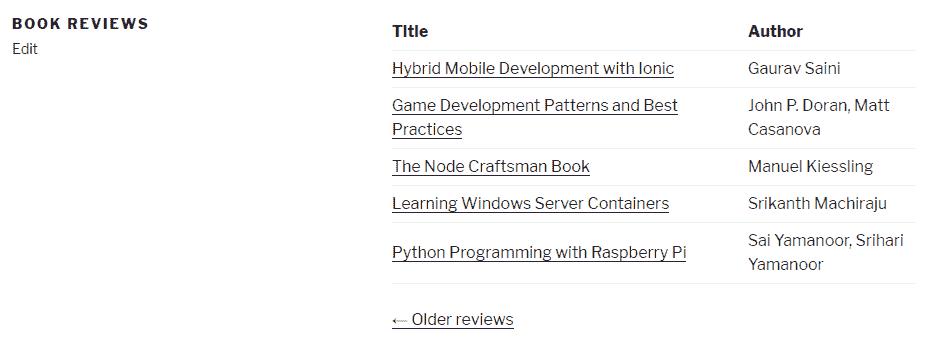 BOOK REVIEWS
Edit
TItle
Author
Hybrid Mobile Development with Ionic
Gaurav Saini
Game Development Patterns and Best
Practices
John P. Doran, Matt
Casanova
The Node Craftsman Book
Manuel Kiessling
Learning Windows Server Containers
Srikanth Machiraju
Python Programming with Raspberry Pi
Sai Yamanoor, Srihari
Yamanoor
← Older reviews